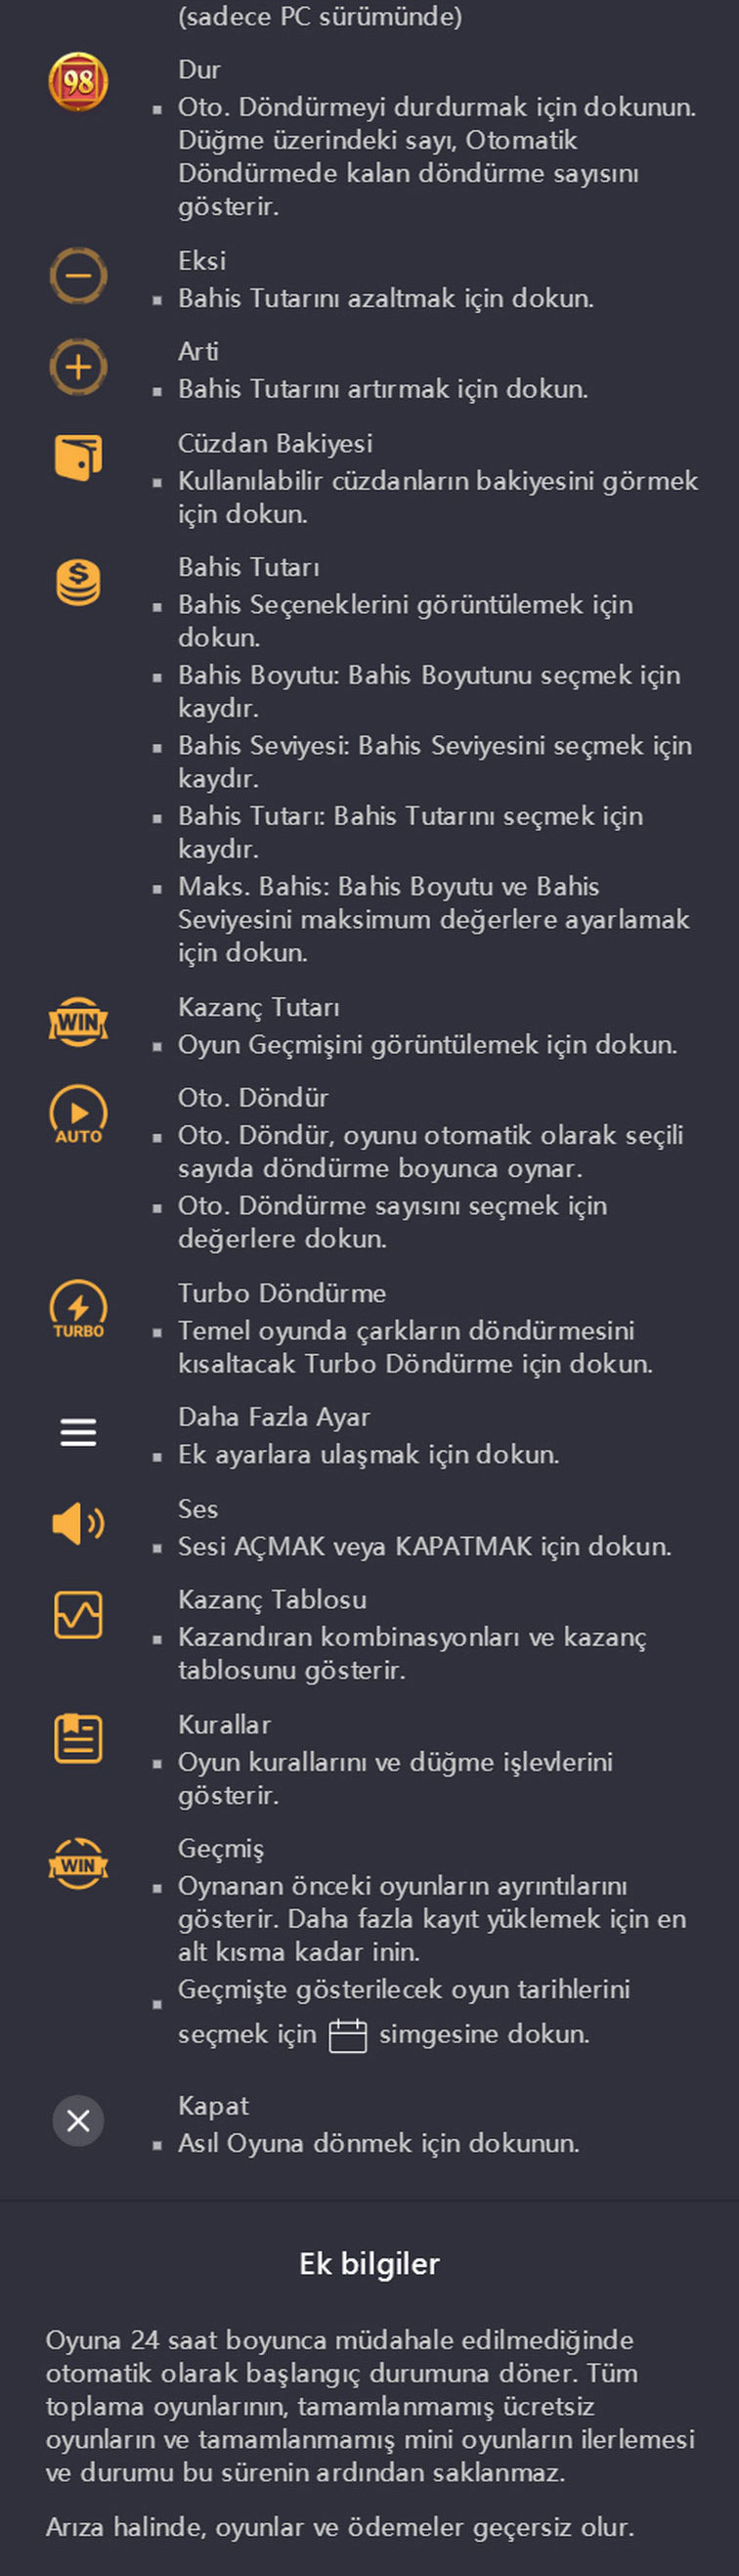 (sadece PC sürümünde)
98
Dur
▪ Oto. Döndürmeyi durdurmak için dokunun.
Düğme üzerindeki sayı, Otomatik
Döndürmede kalan döndürme sayısını
gösterir.
Eksi
▪ Bahis Tutarını azaltmak için dokun.
Arti
▪ Bahis Tutarını artırmak için dokun.
Cüzdan Bakiyesi
▪ Kullanılabilir cüzdanların bakiyesini görmek
için dokun.
Bahis Tutarı
▪ Bahis Seçeneklerini görüntülemek için
dokun.
▪ Bahis Boyutu: Bahis Boyutunu seçmek için
kaydır.
▪ Bahis Seviyesi: Bahis Seviyesini seçmek için
kaydır.
▪ Bahis Tutarı: Bahis Tutarını seçmek için
kaydır.
▪ Maks. Bahis: Bahis Boyutu ve Bahis
Seviyesini maksimum değerlere ayarlamak
için dokun.
WIN
Kazanç Tutarı
▪ Oyun Geçmişini görüntülemek için dokun.
AUTO
Oto. Döndür
▪ Oto. Döndür, oyunu otomatik olarak seçili
sayıda döndürme boyunca oynar.
▪ Oto. Döndürme sayısını seçmek için
değerlere dokun.
TURBO
Turbo Döndürme
▪ Temel oyunda çarkların döndürmesini
kısaltacak Turbo Döndürme için dokun.
Daha Fazla Ayar
▪ Ek ayarlara ulaşmak için dokun.
Ses
▪ Sesi AÇMAK veya KAPATMAK için dokun.
Kazanç Tablosu
▪ Kazandıran kombinasyonları ve kazanç
tablosunu gösterir.
Kurallar
▪ Oyun kurallarını ve düğme işlevlerini
gösterir.
WIN
Geçmiş
▪ Oynanan önceki oyunların ayrıntılarını
gösterir. Daha fazla kayıt yüklemek için en
alt kısma kadar inin.
▪ Geçmişte gösterilecek oyun tarihlerini
seçmek için simgesine dokun.
Kapat
▪ Asıl Oyuna dönmek için dokunun.
Ek bilgiler
Oyuna 24 saat boyunca müdahale edilmediğinde
otomatik olarak başlangıç durumuna döner. Tüm
toplama oyunlarının, tamamlanmamış ücretsiz
oyunların ve tamamlanmamış mini oyunların ilerlemesi
ve durumu bu sürenin ardından saklanmaz.
Arıza halinde, oyunlar ve ödemeler geçersiz olur.